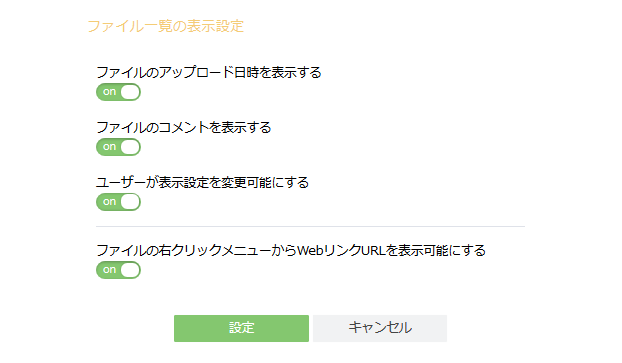 ファイル一覧の表示設定
ファイルのアップロード日時を表示する
on
ファイルのコメントを表示する
on
ユーザーが表示設定を変更可能にする
on
ファイルの右クリックメニューからWebリンクURLを表示可能にする
on
設定 キャンセル